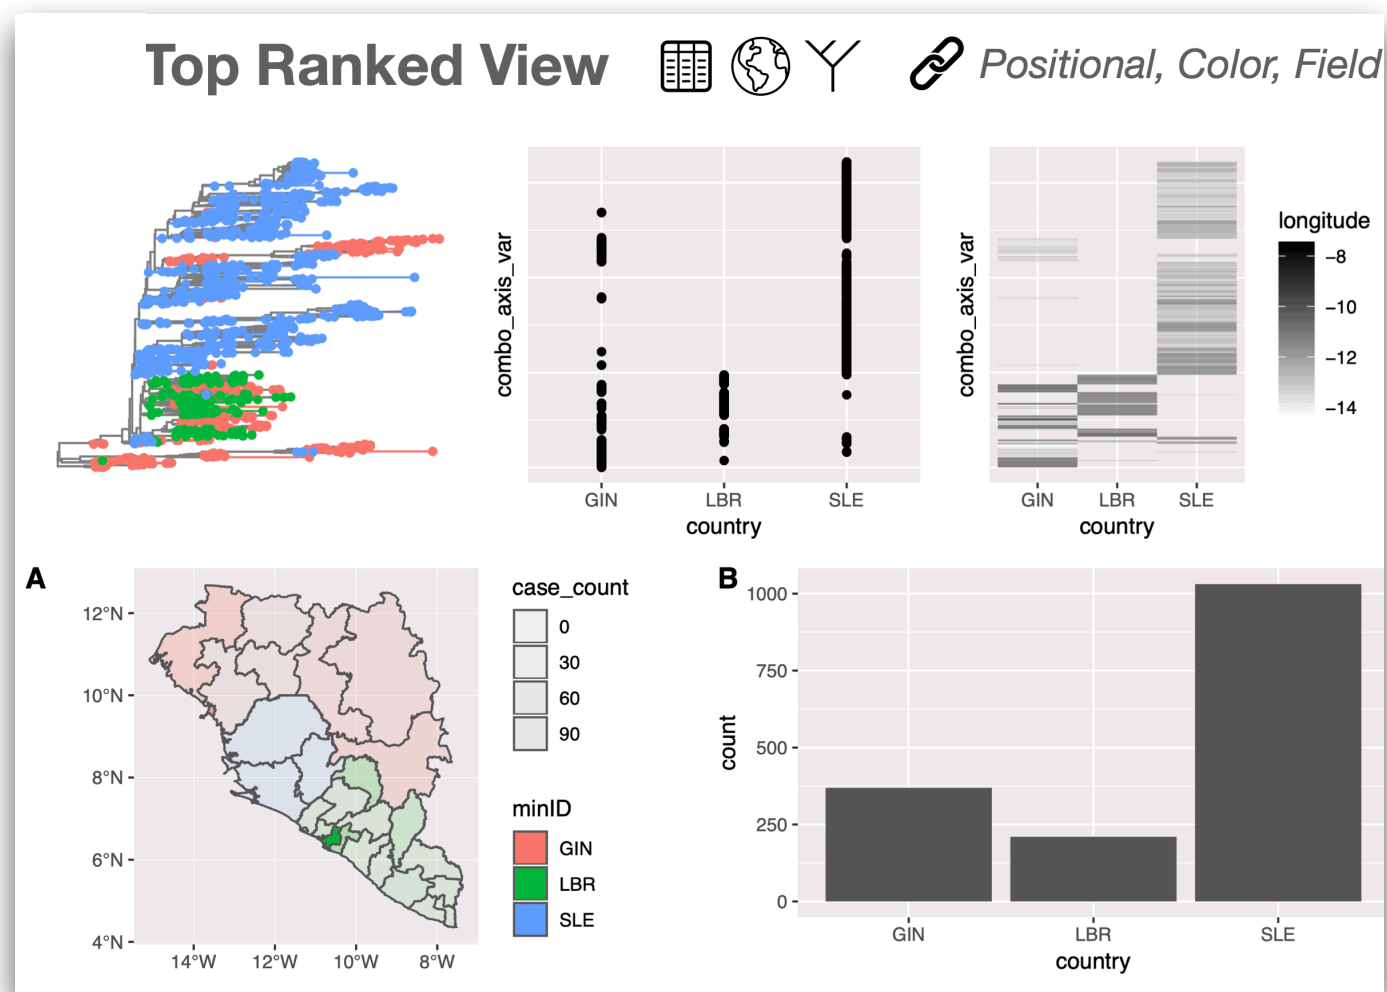 Top Ranked View
Positional, Color, Field
combo_axis_var
GIN LBR SLE
country
combo_axis_var
GIN LBR SLE
country
longitude
−8
−10
−12
−14
A
12°N
10°N
8°N
6°N
4°N
14°W 12°W 10°W 8°W
case_count
0
30
60
90
minID
GIN
LBR
SLE
B
count
1000
750
500
250
0
GIN LBR SLE
country